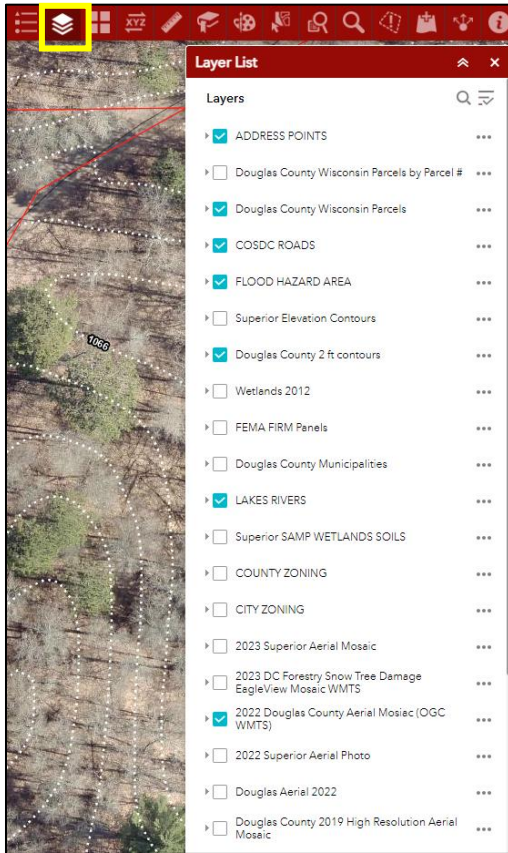 XYZ
Layer List
Layers
ADDRESS POINTS
Douglas County Wisconsin Parcels by Parcel #
Douglas County Wisconsin Parcels
COSDC ROADS
FLOOD HAZARD AREA
Superior Elevation Contours
Douglas County 2 ft contours
1066
Wetlands 2012
FEMA FIRM Panels
Douglas County Municipalities
LAKES RIVERS
Superior SAMP WETLANDS SOILS
COUNTY ZONING
CITY ZONING
2023 Superior Aerial Mosaic
2023 DC Forestry Snow Tree Damage
EagleView Mosaic WMTS
2022 Douglas County Aerial Mosiac (OGC
WMTS)
2022 Superior Aerial Photo
Douglas Aerial 2022
Douglas County 2019 High Resolution Aerial
Mosaic